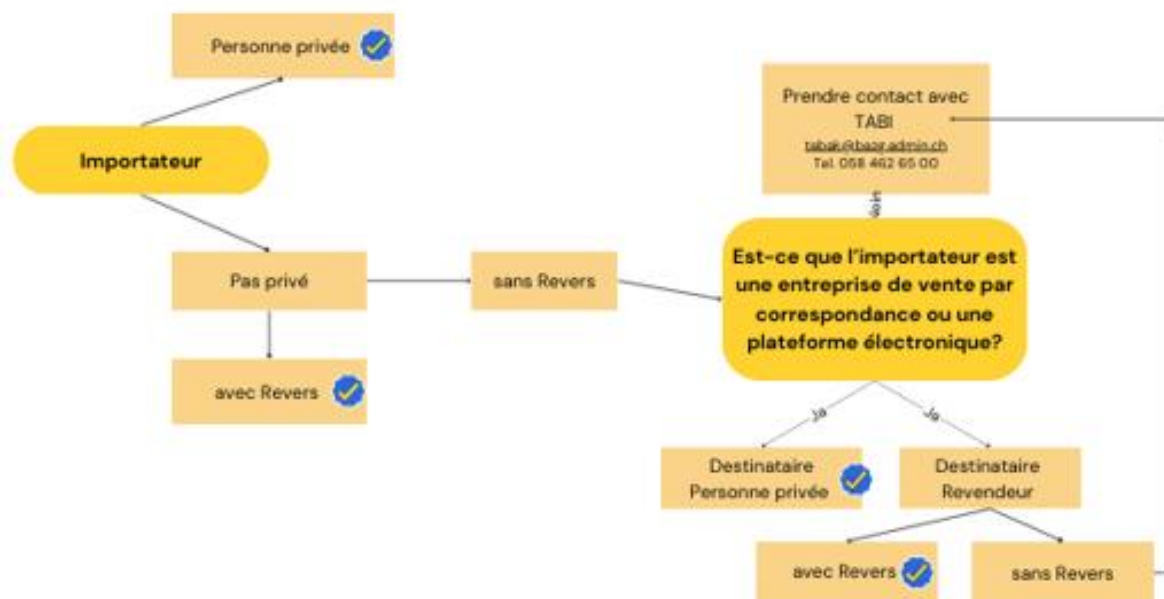 Personne privée
Importateur
Pas privé
avec Revers
sans Revers
Prendre contact avec
TABI
tabak@bazg.admin.ch
Tel. 058 462 65 00
Est-ce que l'importateur est
une entreprise de vente par
correspondance ou une
plateforme électronique?
Ja
Ja
Destinataire
Personne privée
Destinataire
Revendeur
avec Revers
sans Revers